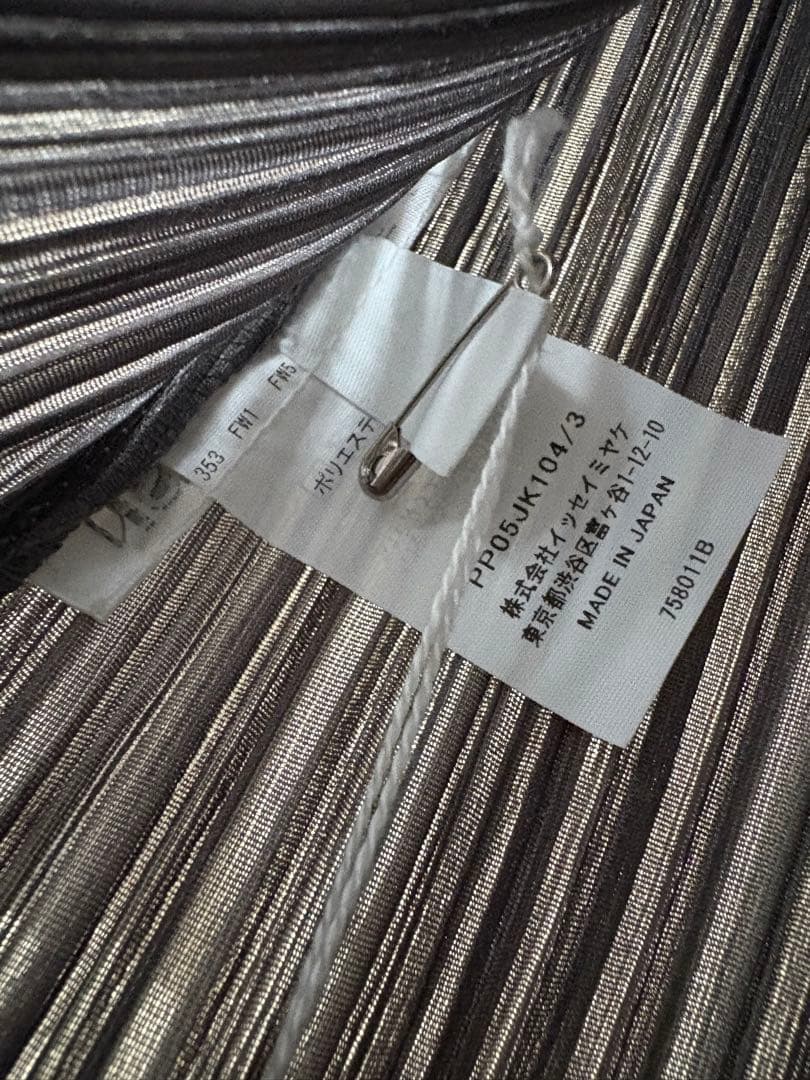 353 FW1 FW5
ポリエステ
PP05JK104/3
株式会社イッセイミヤケ
東京都渋谷区富ヶ谷1-12-10
MADE IN JAPAN
758011B